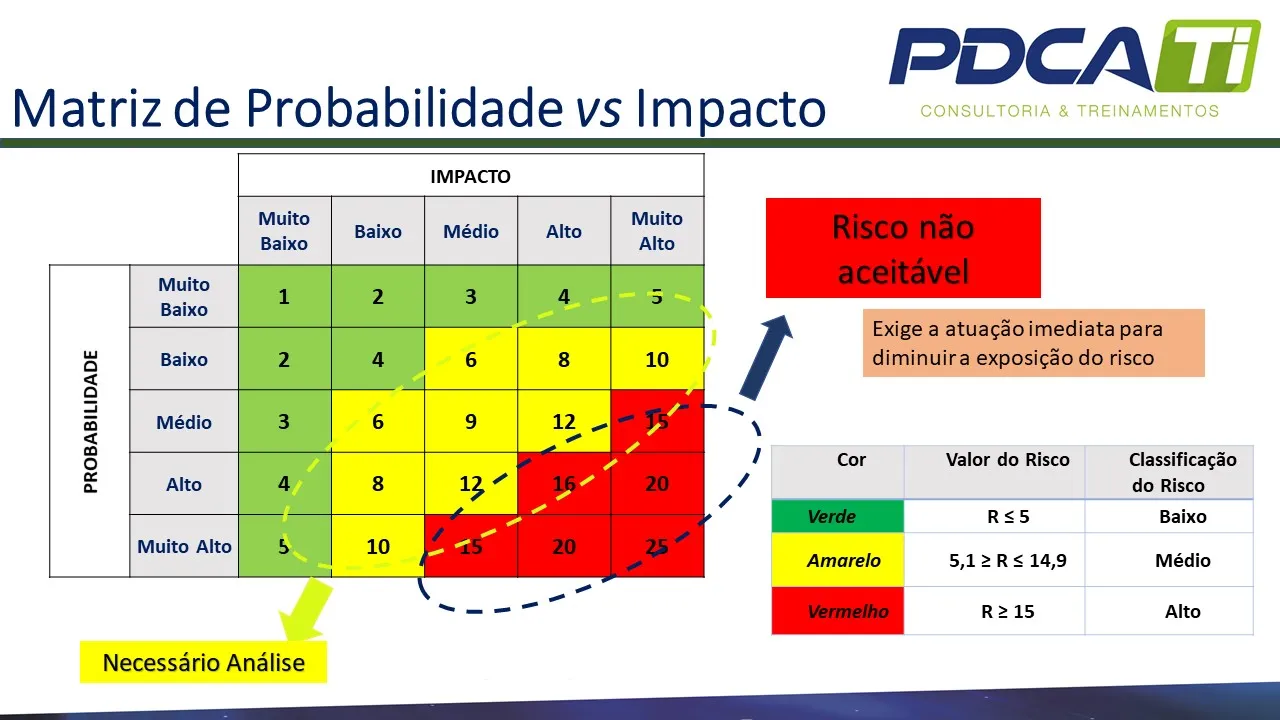 PDCA Ti
CONSULTORIA & TREINAMENTOS
Matriz de Probabilidade vs Impacto
IMPACTO
Muito Baixo Médio Alto Muito
Baixo Alto
PROBABILIDADE
Muito
Baixo 1 2 3 4 5
Baixo 2 4 6 8 10
Médio 3 6 9 12 15
Alto 4 8 12 16 20
Muito Alto 5 10 15 20 25
Necessário Análise
Risco não
aceitável
Exige a atuação imediata para
diminuir a exposição do risco
Cor Valor do Risco Classificação
do Risco
Verde R ≤ 5 Baixo
Amarelo 5,1 ≥ R ≤ 14,9 Médio
Vermelho R ≥ 15 Alto